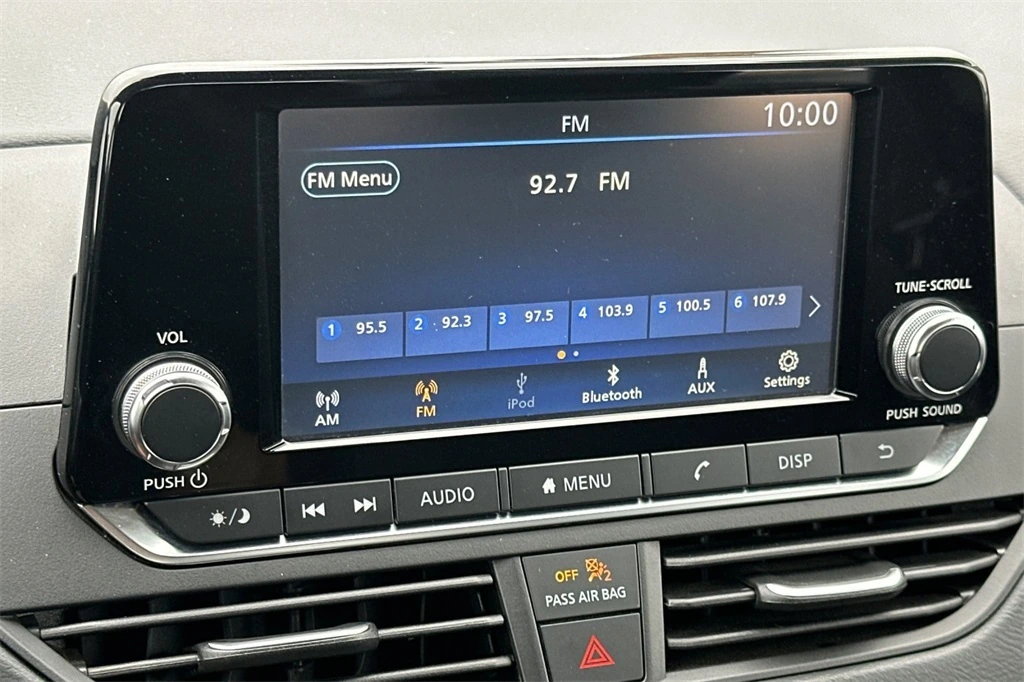 FM 10:00
FM Menu
92.7 FM
TUNE·SCROLL
1 95.5 2 92.3 3 97.5 4 103.9 5 100.5 6 107.9
VOL
AM FM iPod Bluetooth AUX Settings
PUSH SOUND
PUSH
AUDIO MENU DISP
OFF 2
PASS AIR BAG